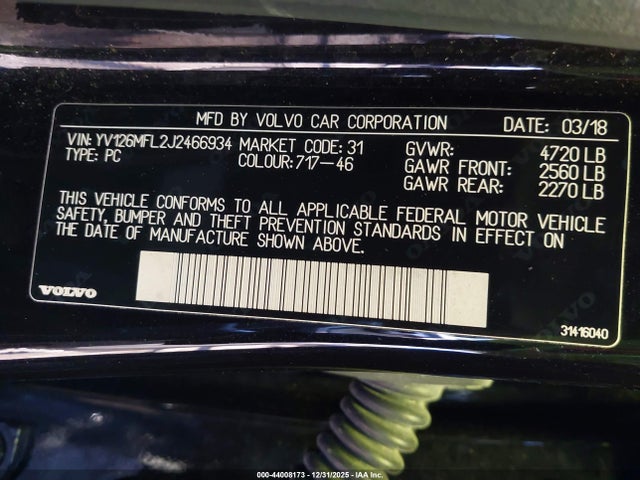 MFD BY VOLVO CAR CORPORATION DATE: 03/18
VIN: YV126MFL2J2466934 MARKET CODE: 31 GVWR: 4720 LB
TYPE: PC COLOUR: 717-46 GAWR FRONT: 2560 LB
GAWR REAR: 2270 LB
THIS VEHICLE CONFORMS TO ALL APPLICABLE FEDERAL MOTOR VEHICLE
SAFETY, BUMPER AND THEFT PREVENTION STANDARDS IN EFFECT ON
THE DATE OF MANUFACTURE SHOWN ABOVE.
VOLVO
31416040
000-44008173 - 12/31/2025 - IAAI.COM